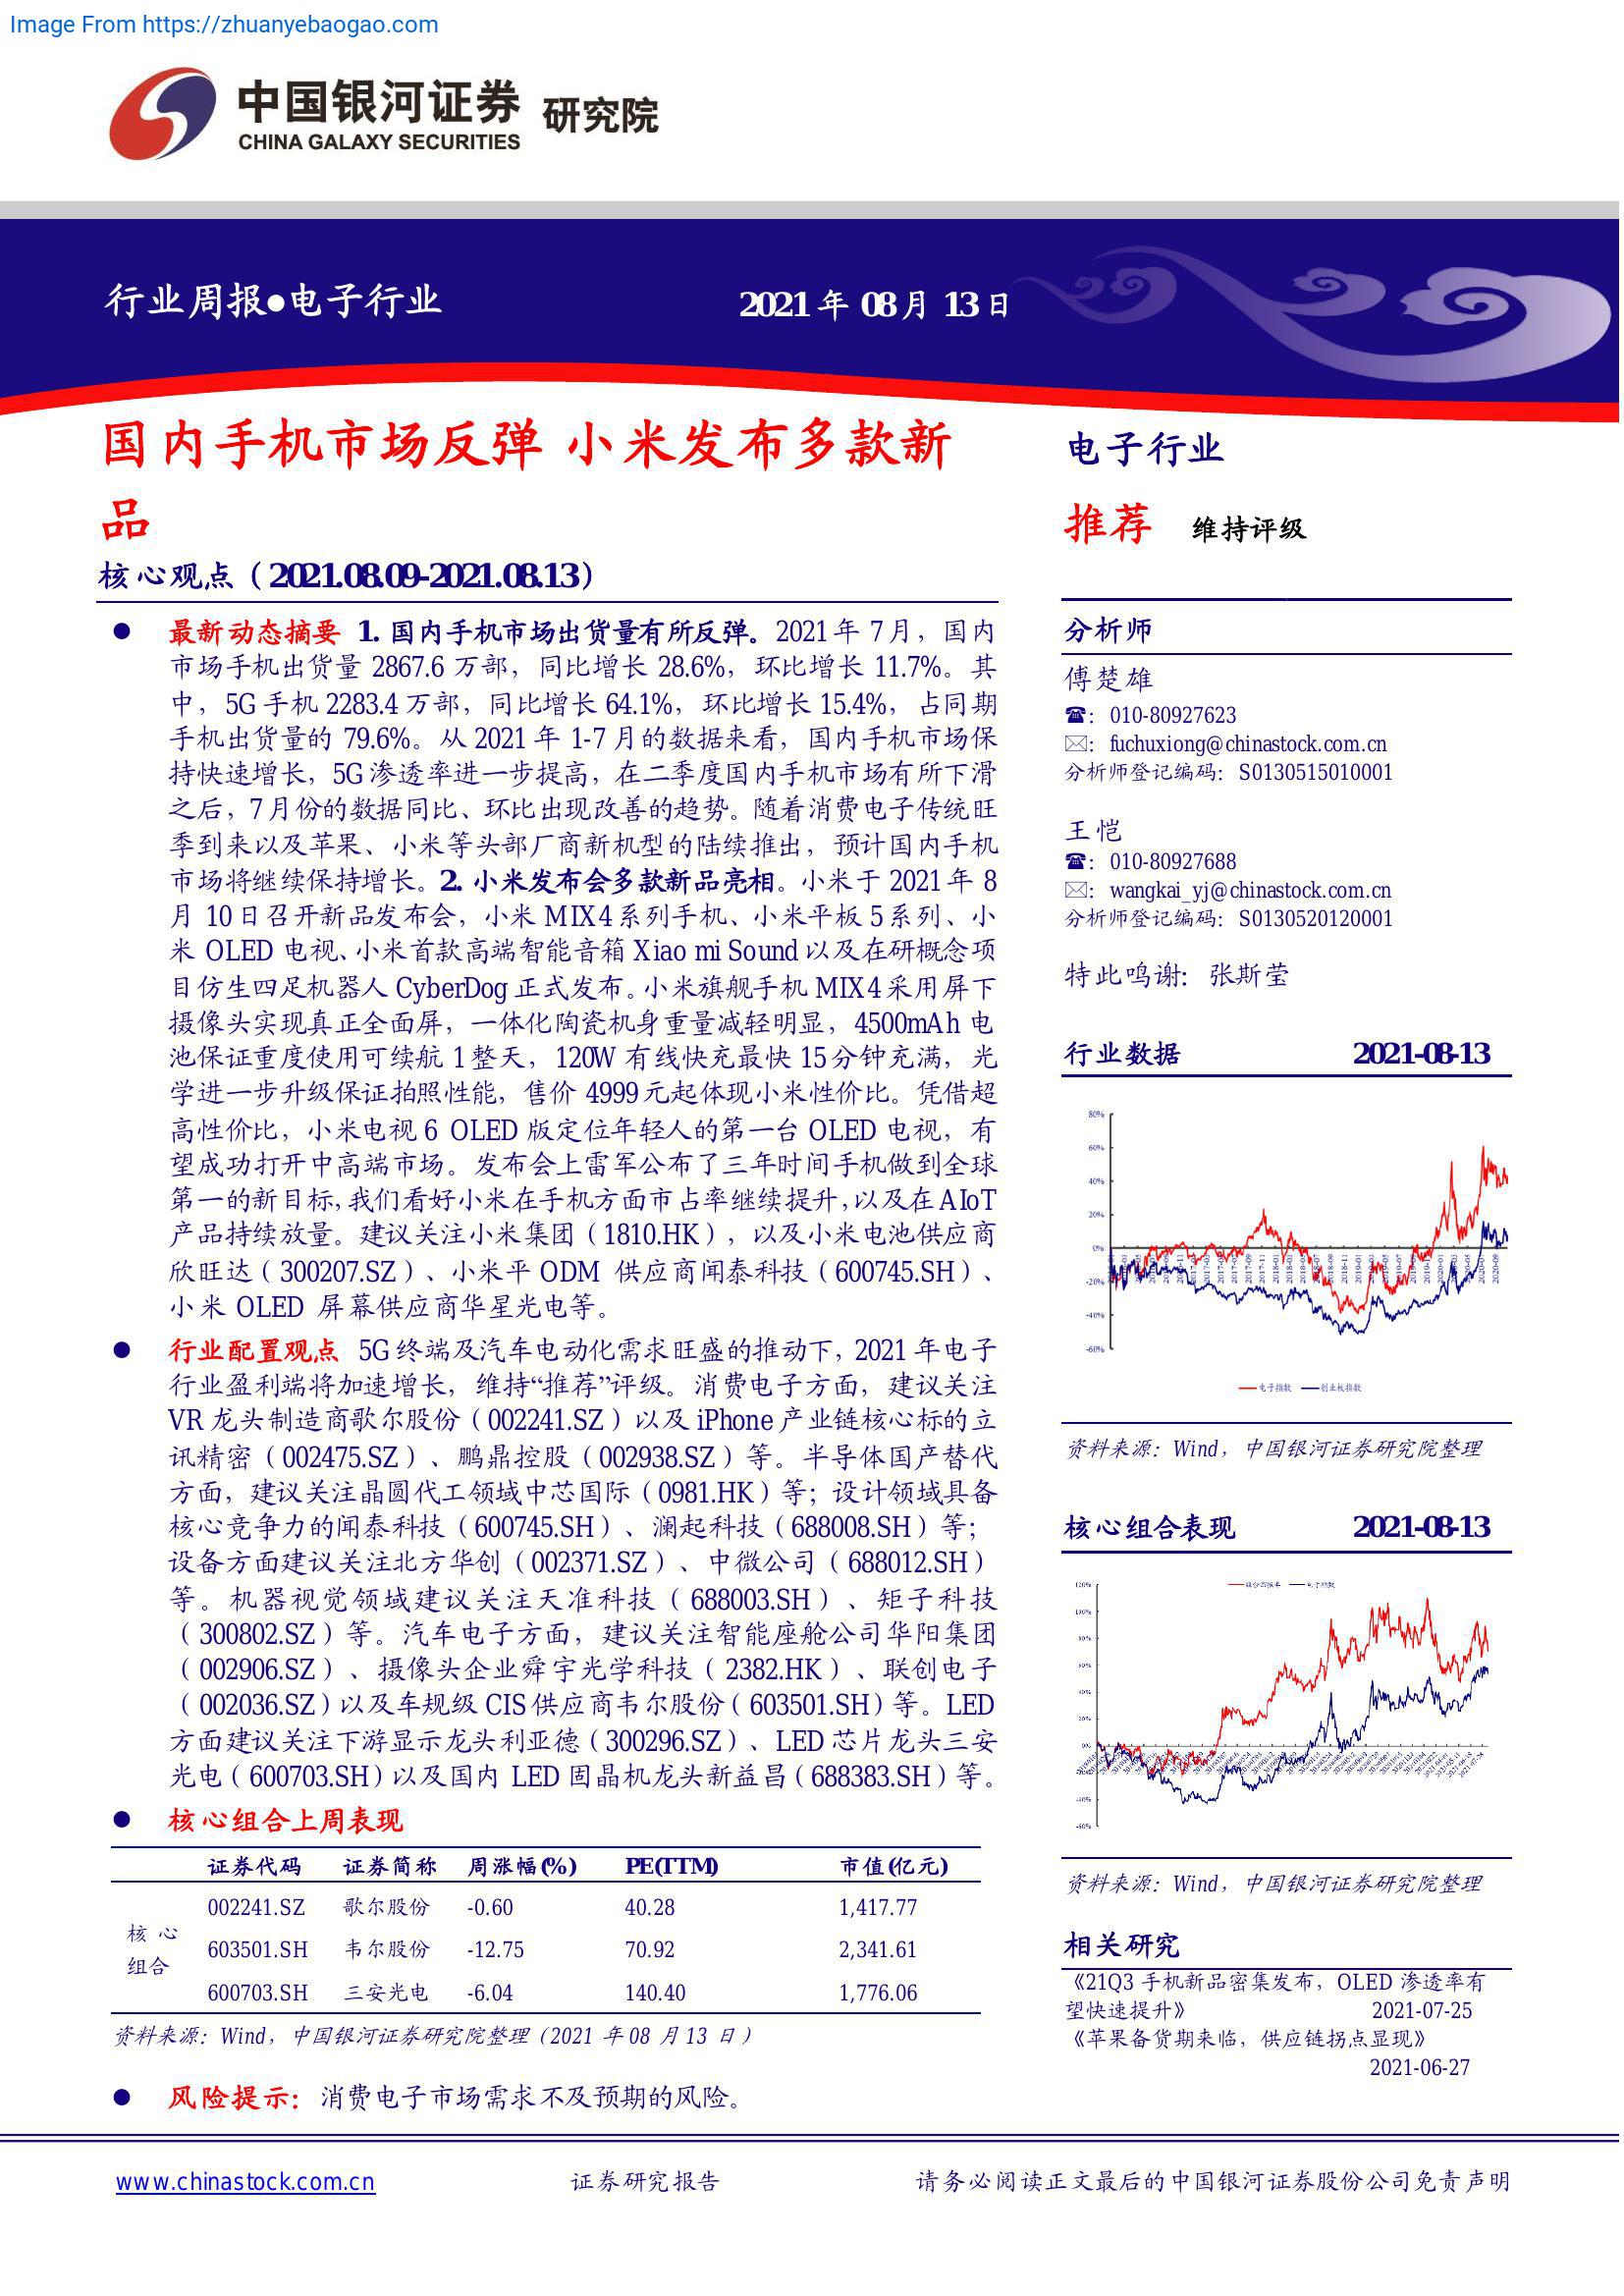 Image From https://zhuanyebaogao.com
中国银河证券 研究院
CHINA GALAXY SECURITIES
行业周报●电子行业
2021 年 08 月 13 日
国内手机市场反弹 小米发布多款新
品
核心观点（2021.08.09-2021.08.13）
● 最新动态摘要 1. 国内手机市场出货量有所反弹。2021 年 7 月，国内
市场手机出货量 2867.6 万部，同比增长 28.6%，环比增长 11.7%。其
中，5G 手机 2283.4 万部，同比增长 64.1%，环比增长 15.4%，占同期
手机出货量的 79.6%。从 2021 年 1-7 月的数据来看，国内手机市场保
持快速增长，5G 渗透率进一步提高，在二季度国内手机市场有所下滑
之后，7 月份的数据同比、环比出现改善的趋势。随着消费电子传统旺
季到来以及苹果、小米等头部厂商新机型的陆续推出，预计国内手机
市场将继续保持增长。2. 小米发布会多款新品亮相。小米于 2021 年 8
月 10 日召开新品发布会，小米 MIX4 系列手机、小米平板 5 系列、小
米 OLED 电视、小米首款高端智能音箱 Xiao mi Sound 以及在研概念项
目仿生四足机器人 CyberDog 正式发布。小米旗舰手机 MIX4 采用屏下
摄像头实现真正全面屏，一体化陶瓷机身重量减轻明显，4500mAh 电
池保证重度使用可续航 1 整天，120W 有线快充最快 15 分钟充满，光
学进一步升级保证拍照性能，售价 4999 元起体现小米性价比。凭借超
高性价比，小米电视 6 OLED 版定位年轻人的第一台 OLED 电视，有
望成功打开中高端市场。发布会上雷军公布了三年时间手机做到全球
第一的新目标，我们看好小米在手机方面市占率继续提升，以及在 AIoT
产品持续放量。建议关注小米集团（1810.HK），以及小米电池供应商
欣旺达（300207.SZ）、小米平 ODM 供应商闻泰科技（600745.SH）、
小米 OLED 屏幕供应商华星光电等。
● 行业配置观点 5G 终端及汽车电动化需求旺盛的推动下，2021 年电子
行业盈利端将加速增长，维持“推荐”评级。消费电子方面，建议关注
VR 龙头制造商歌尔股份（002241.SZ）以及 iPhone 产业链核心标的立
讯精密（002475.SZ）、鹏鼎控股（002938.SZ）等。半导体国产替代
方面，建议关注晶圆代工领域中芯国际（0981.HK）等；设计领域具备
核心竞争力的闻泰科技（600745.SH）、澜起科技（688008.SH）等；
设备方面建议关注北方华创（002371.SZ）、中微公司（688012.SH）
等。机器视觉领域建议关注天准科技（688003.SH）、矩子科技
（300802.SZ）等。汽车电子方面，建议关注智能座舱公司华阳集团
（002906.SZ）、摄像头企业舜宇光学科技（2382.HK）、联创电子
（002036.SZ）以及车规级 CIS 供应商韦尔股份（603501.SH）等。LED
方面建议关注下游显示龙头利亚德（300296.SZ）、LED 芯片龙头三安
光电（600703.SH）以及国内 LED 固晶机龙头新益昌（688383.SH）等。
● 核心组合上周表现
证券代码 证券简称 周涨幅(%) PE(TTM) 市值(亿元)
核心组合
002241.SZ 歌尔股份 -0.60 40.28 1,417.77
603501.SH 韦尔股份 -12.75 70.92 2,341.61
600703.SH 三安光电 -6.04 140.40 1,776.06
资料来源：Wind，中国银河证券研究院整理（2021 年 08 月 13 日）
● 风险提示：消费电子市场需求不及预期的风险。
电子行业
推荐 维持评级
分析师
傅楚雄
☎：010-80927623
✉：fuchuxiong@chinastock.com.cn
分析师登记编码：S0130515010001
王恺
☎：010-80927688
✉：wangkai_yj@chinastock.com.cn
分析师登记编码：S0130520120001
特此鸣谢：张斯莹
行业数据 2021-08-13
80%
60%
40%
20%
0%
-20%
-40%
-60%
电子指数 创业板指数
资料来源：Wind，中国银河证券研究院整理
核心组合表现 2021-08-13
120%
100%
80%
60%
40%
20%
0%
-20%
-40%
-60%
资料来源：Wind，中国银河证券研究院整理
相关研究
《21Q3 手机新品密集发布，OLED 渗透率有
望快速提升》 2021-07-25
《苹果备货期来临，供应链拐点显现》
2021-06-27
www.chinastock.com.cn
证券研究报告
请务必阅读正文最后的中国银河证券股份公司免责声明